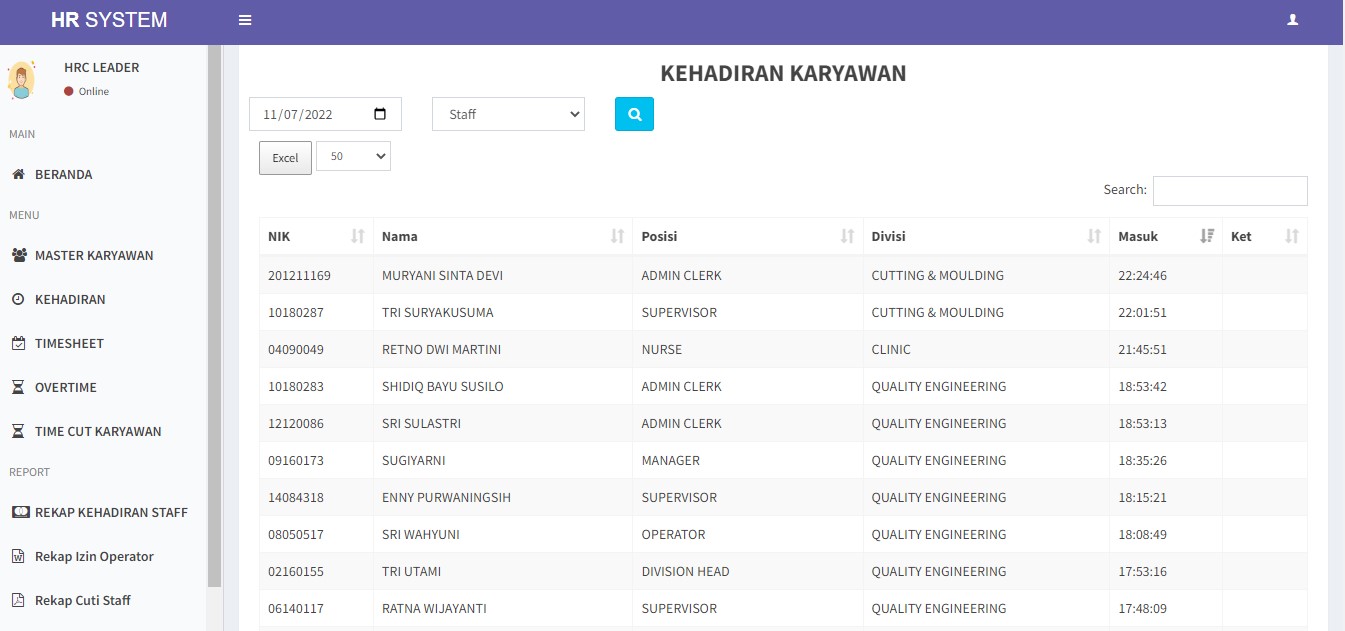 HR SYSTEM
HRC LEADER
Online
MAIN
BERANDA
MENU
MASTER KARYAWAN
KEHADIRAN
TIMESHEET
OVERTIME
TIME CUT KARYAWAN
REPORT
REKAP KEHADIRAN STAFF
Rekap Izin Operator
Rekap Cuti Staff
KEHADIRAN KARYAWAN
11/07/2022 Staff
Excel 50
Search:
NIK Nama Posisi Divisi Masuk Ket
201211169 MURYANI SINTA DEVI ADMIN CLERK CUTTING & MOULDING 22:24:46
10180287 TRI SURYAKUSUMA SUPERVISOR CUTTING & MOULDING 22:01:51
04090049 RETNO DWI MARTINI NURSE CLINIC 21:45:51
10180283 SHIDIQ BAYU SUSILO ADMIN CLERK QUALITY ENGINEERING 18:53:42
12120086 SRI SULASTRI ADMIN CLERK QUALITY ENGINEERING 18:53:13
09160173 SUGIYARNI MANAGER QUALITY ENGINEERING 18:35:26
14084318 ENNY PURWANINGSIH SUPERVISOR QUALITY ENGINEERING 18:15:21
08050517 SRI WAHYUNI OPERATOR QUALITY ENGINEERING 18:08:49
02160155 TRI UTAMI DIVISION HEAD QUALITY ENGINEERING 17:53:16
06140117 RATNA WIJAYANTI SUPERVISOR QUALITY ENGINEERING 17:48:09